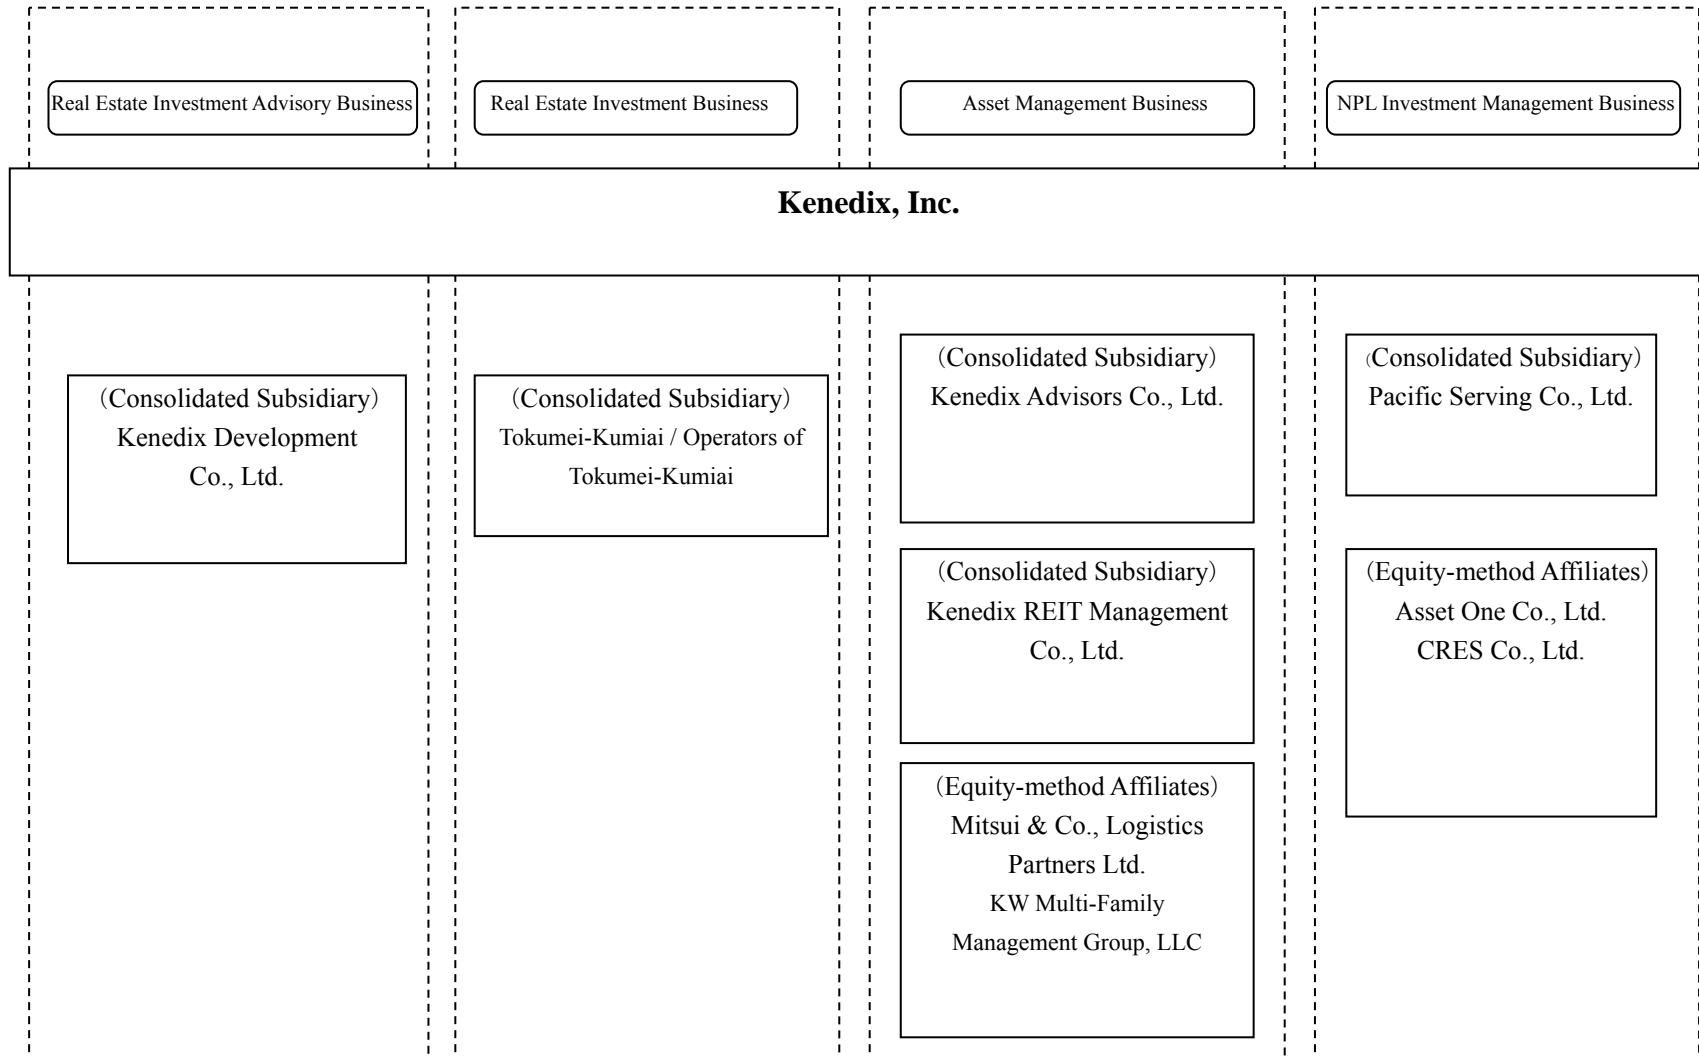 Real Estate Investment Advisory Business
Real Estate Investment Business
Asset Management Business
NPL Investment Management Business
Kenedix, Inc.
（Consolidated Subsidiary）
Kenedix Development
Co., Ltd.
（Consolidated Subsidiary）
Tokumei-Kumiai / Operators of
Tokumei-Kumiai
（Consolidated Subsidiary）
Kenedix Advisors Co., Ltd.
（Consolidated Subsidiary）
Kenedix REIT Management
Co., Ltd.
（Equity-method Affiliates）
Mitsui & Co., Logistics
Partners Ltd.
KW Multi-Family
Management Group, LLC
（Consolidated Subsidiary）
Pacific Serving Co., Ltd.
（Equity-method Affiliates）
Asset One Co., Ltd.
CRES Co., Ltd.